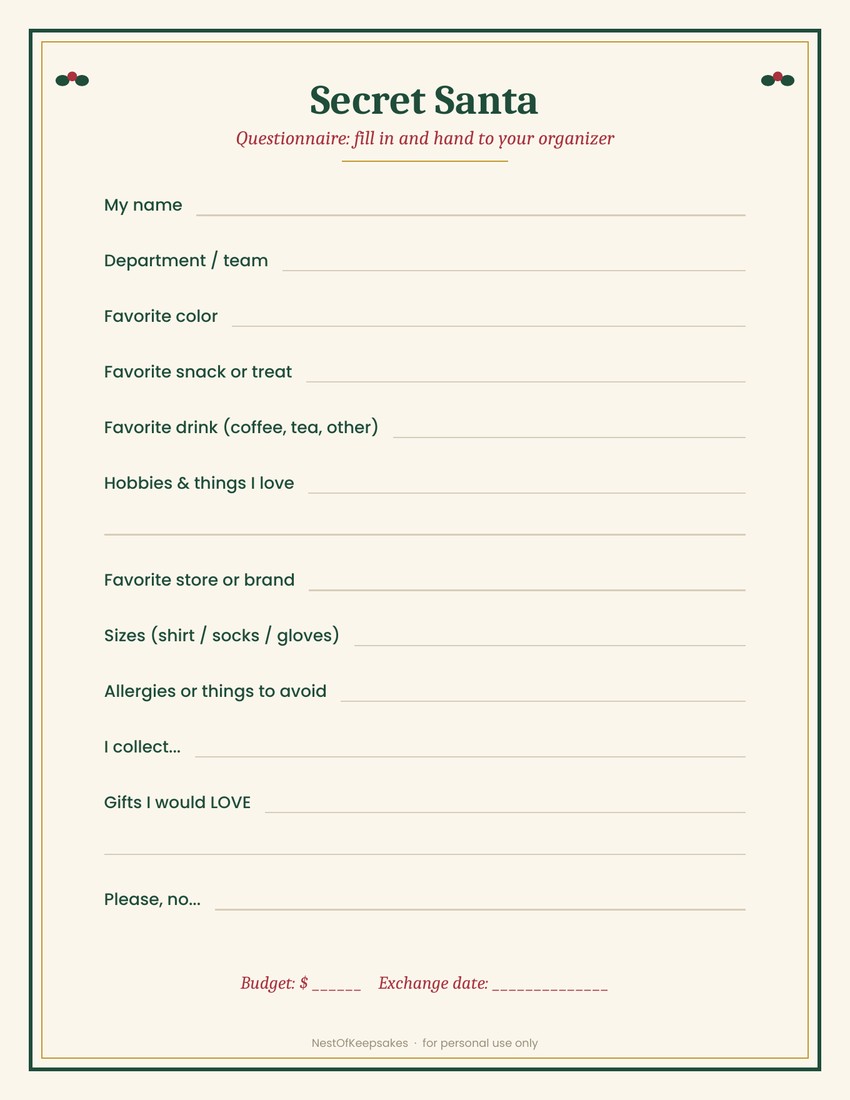 Secret Santa
Questionnaire: fill in and hand to your organizer
My name
Department / team
Favorite color
Favorite snack or treat
Favorite drink (coffee, tea, other)
Hobbies & things I love
Favorite store or brand
Sizes (shirt / socks / gloves)
Allergies or things to avoid
I collect...
Gifts I would LOVE
Please, no...
Budget: $ ______ Exchange date: ______________
NestOfKeepsakes · for personal use only